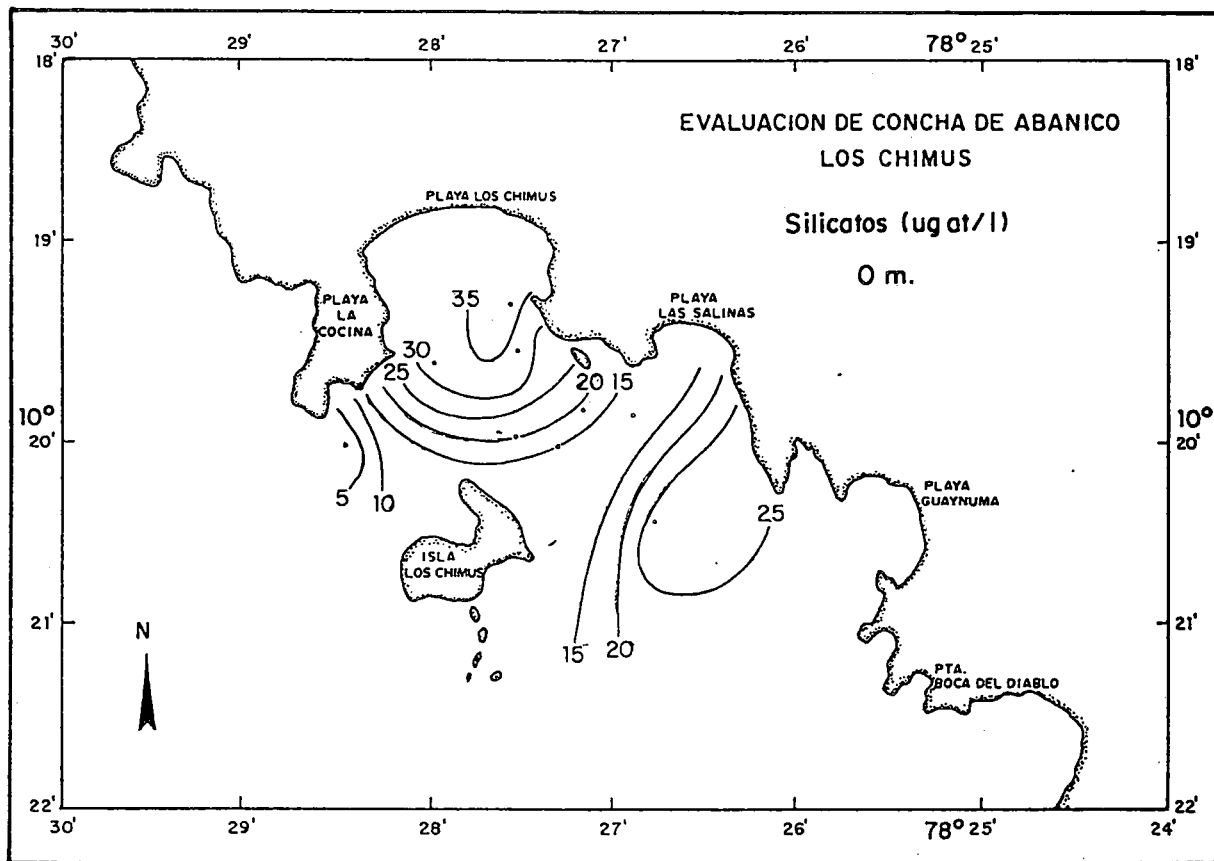 30' 29' 28' 27' 26' 78° 25'
18' 18'
EVALUACION DE CONCHA DE ABANICO
LOS CHIMUS
Silicatos (ug at/l)
0 m.
PLAYA LOS CHIMUS
19' 19'
PLAYA
LA
COCINA
35
PLAYA
LAS SALINAS
30
25
20 15
10° 10°
20' 20'
5 10
25
PLAYA
GUAYNUMA
ISLA
LOS CHIMUS
21' 21'
15 20
N
PTA.
BOCA DEL DIABLO
22' 22'
30' 29' 28' 27' 26' 78° 25' 24'